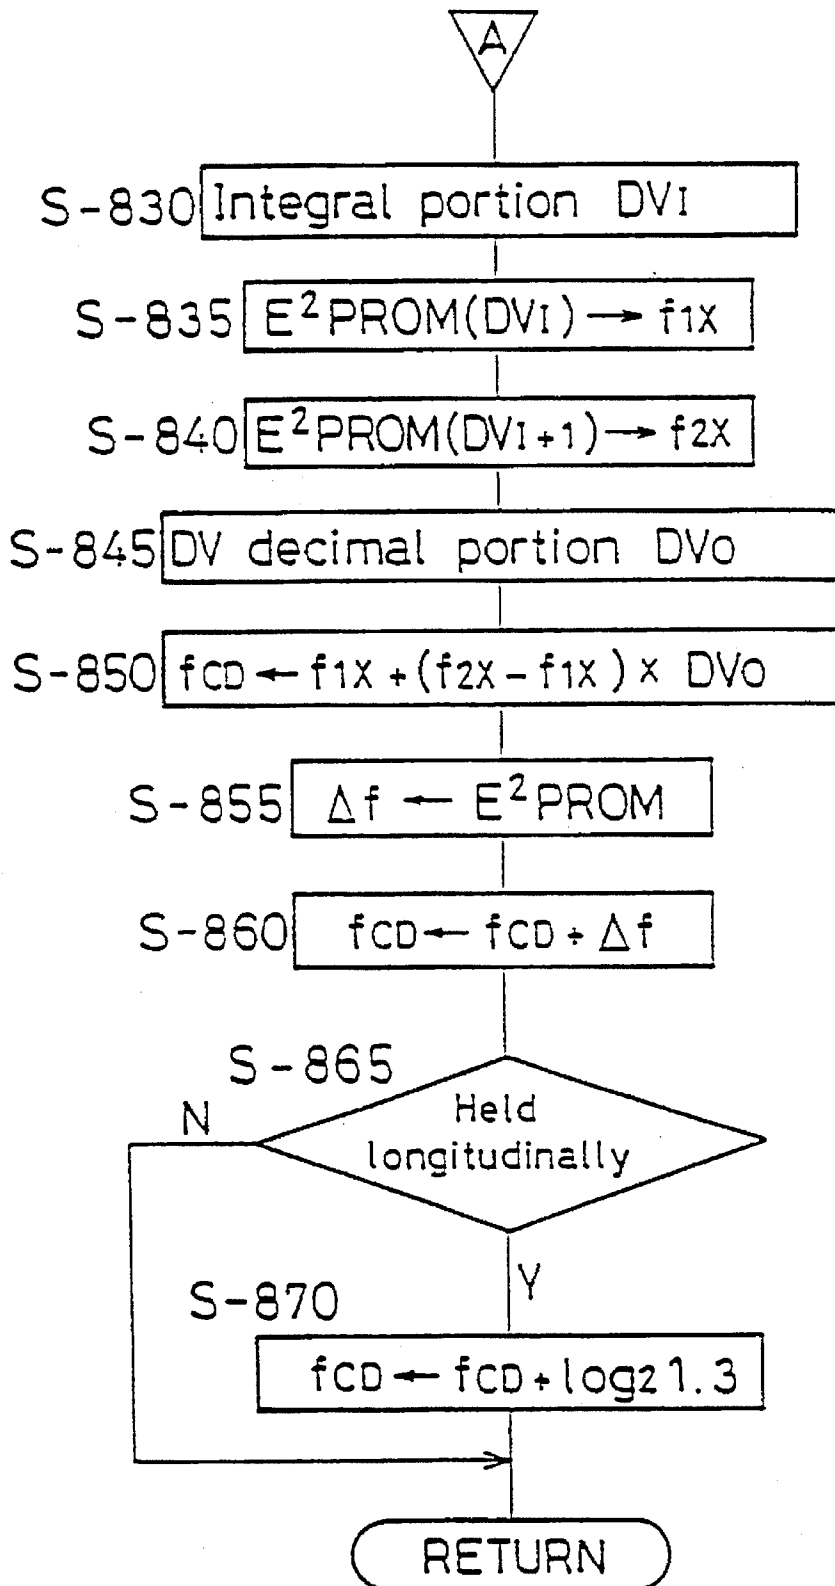 A
S-830 Integral portion DVI
S-835 E²PROM(DVI) → f1X
S-840 E²PROM(DVI+1) → f2X
S-845 DV decimal portion DVo
S-850 fCD ← f1X + (f2X - f1X) × DVo
S-855 Δf ← E²PROM
S-860 fCD ← fCD + Δf
S-865
N
Held
longitudinally
Y
S-870
fCD ← fCD + log2 1.3
RETURN